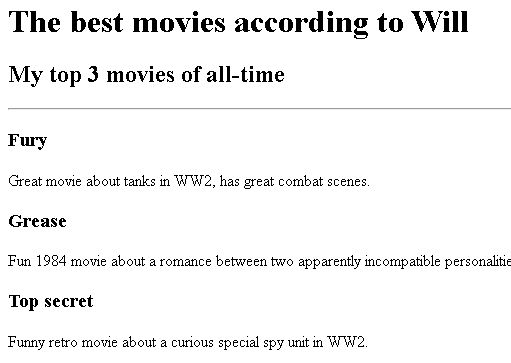 The best movies according to Will
My top 3 movies of all-time
Fury
Great movie about tanks in WW2, has great combat scenes.
Grease
Fun 1984 movie about a romance between two apparently incompatible
Top secret
Funny retro movie about a curious special spy unit in WW2.